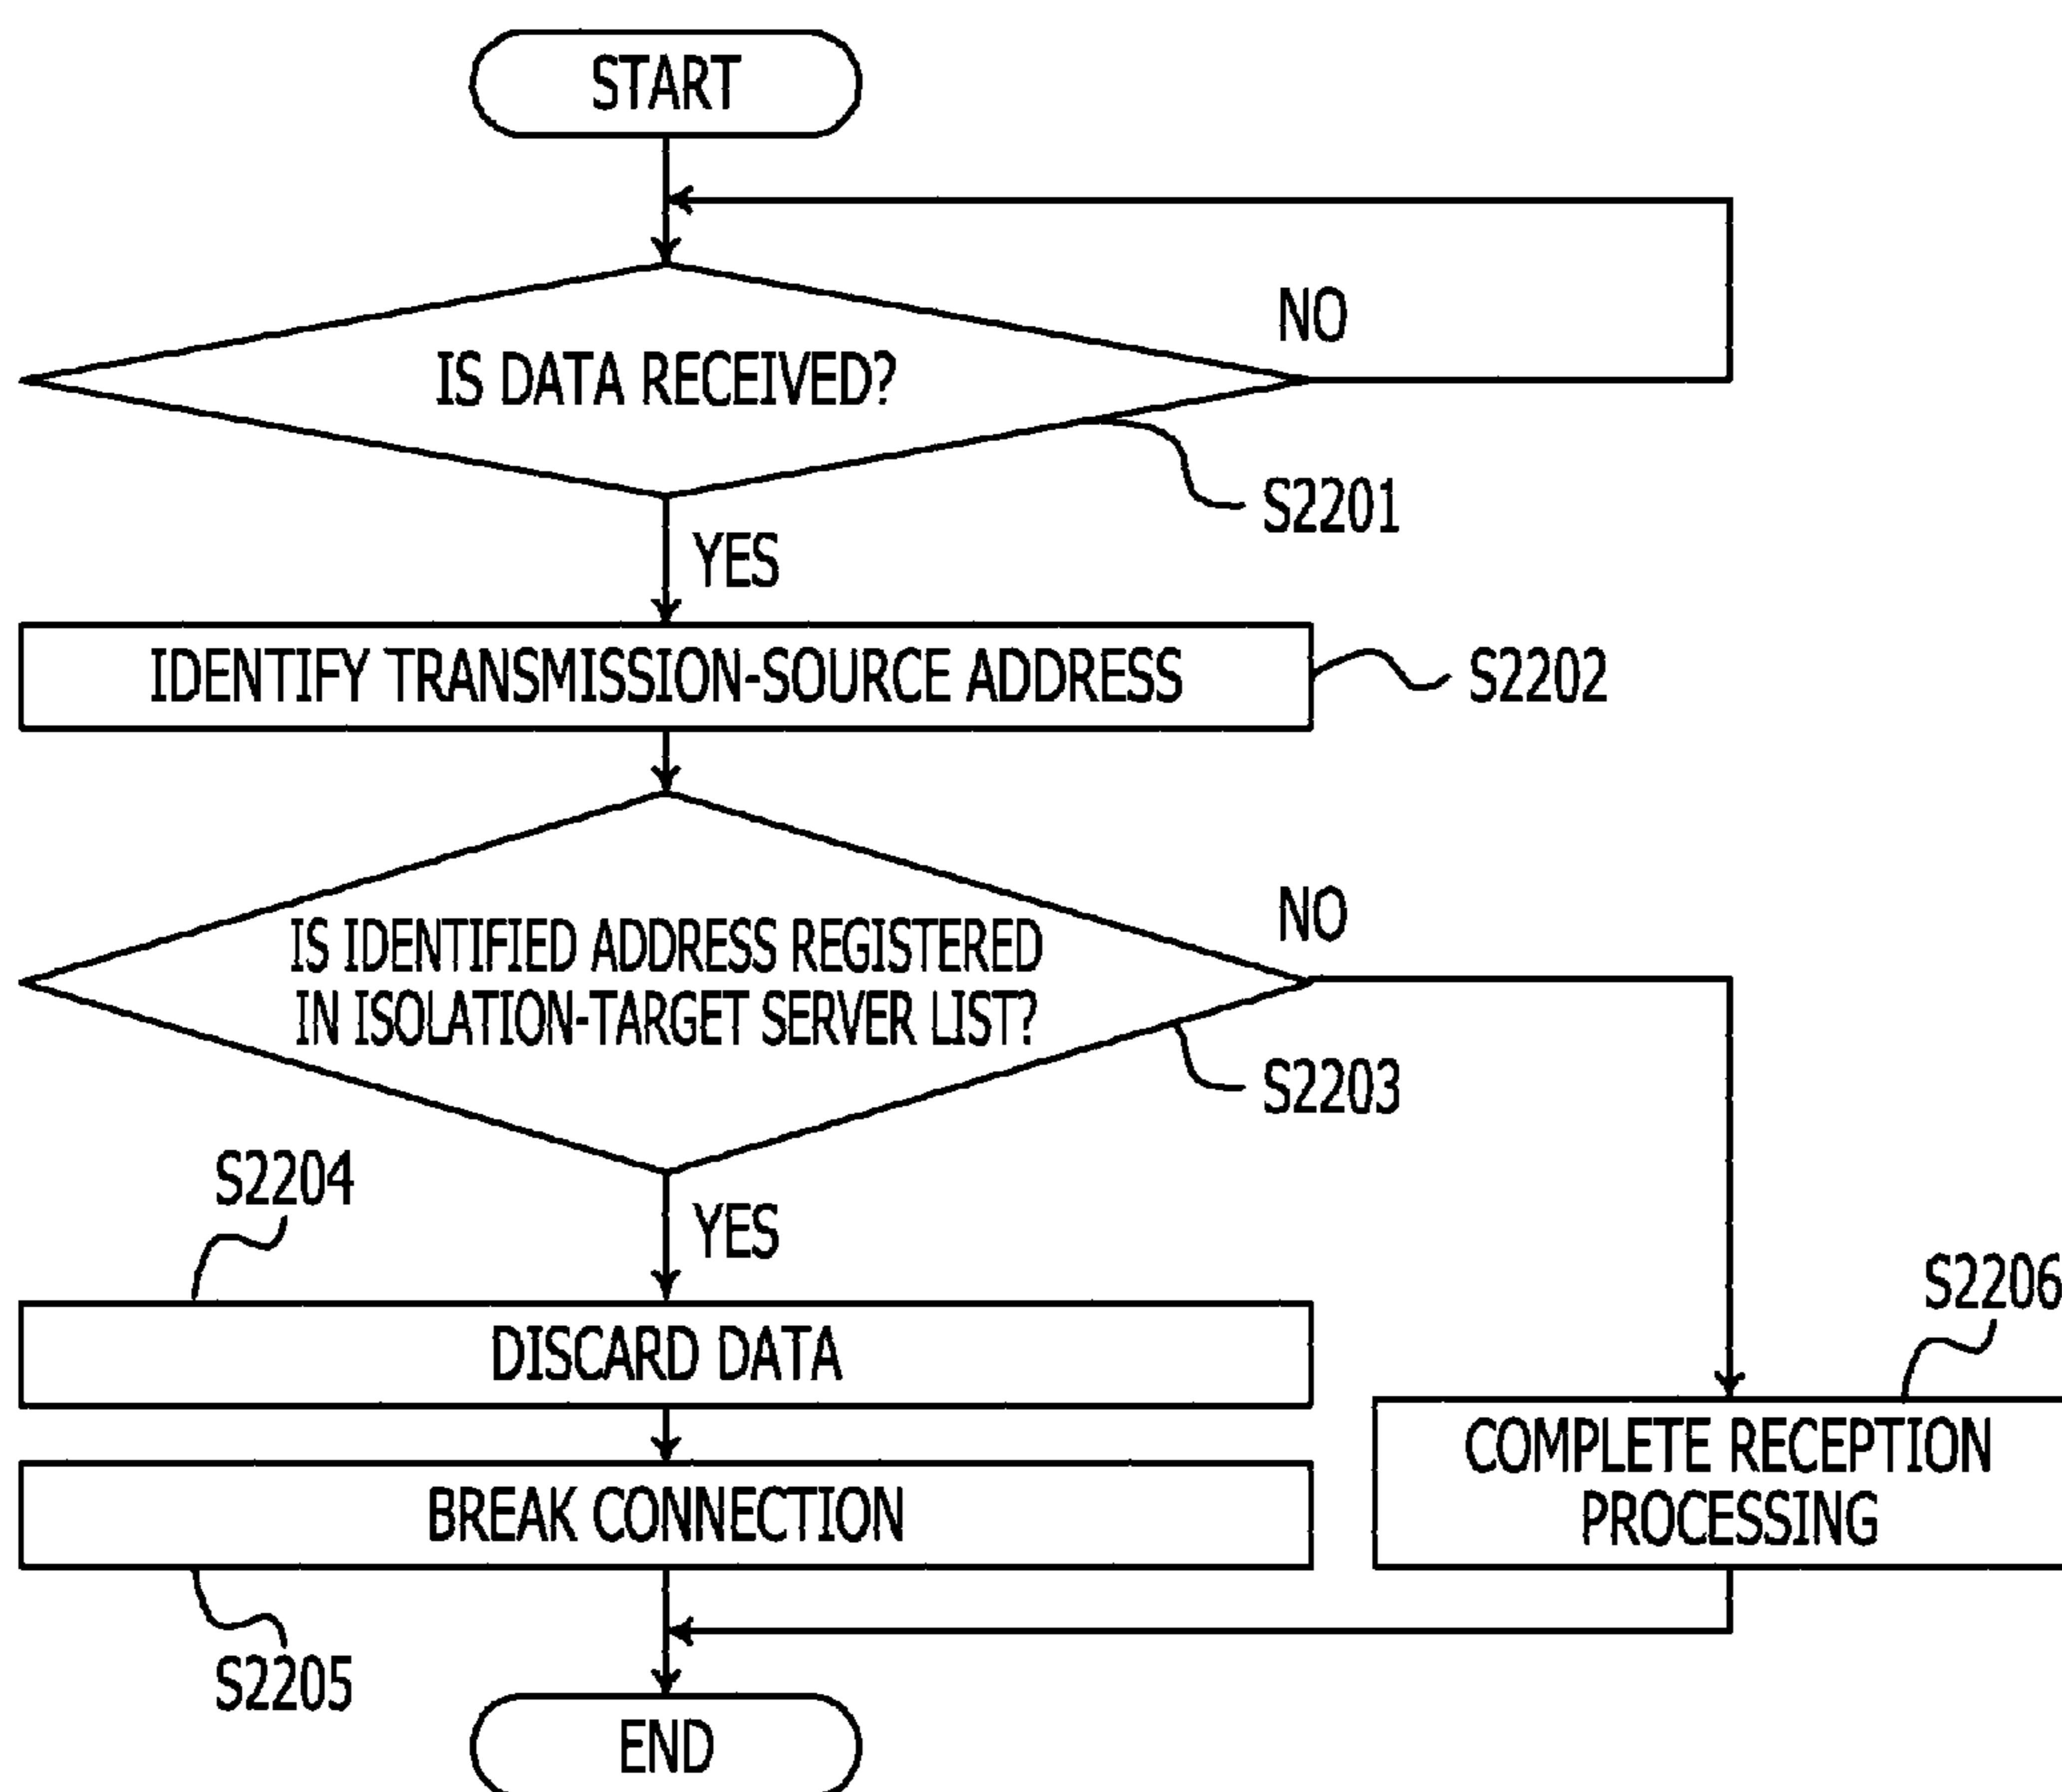 START
NO
IS DATA RECEIVED?
S2201
YES
IDENTIFY TRANSMISSION-SOURCE ADDRESS
S2202
NO
IS IDENTIFIED ADDRESS REGISTERED
IN ISOLATION-TARGET SERVER LIST?
S2203
S2204
YES
S2206
DISCARD DATA
COMPLETE RECEPTION
PROCESSING
BREAK CONNECTION
S2205
END